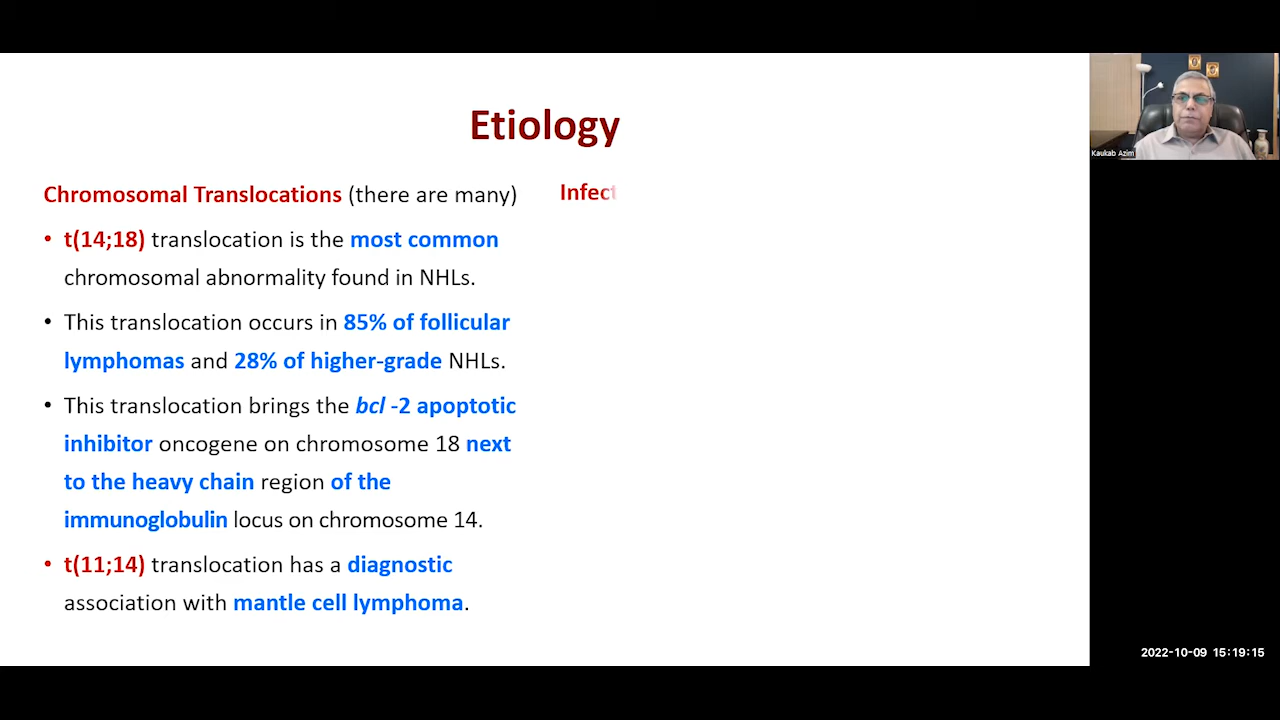 Etiology
Chromosomal Translocations (there are many)
• t(14;18) translocation is the most common
chromosomal abnormality found in NHLs.
• This translocation occurs in 85% of follicular
lymphomas and 28% of higher-grade NHLs.
• This translocation brings the bcl -2 apoptotic
inhibitor oncogene on chromosome 18 next
to the heavy chain region of the
immunoglobulin locus on chromosome 14.
• t(11;14) translocation has a diagnostic
association with mantle cell lymphoma.
Infect
Kaukab Azim
2022-10-09 15:19:15